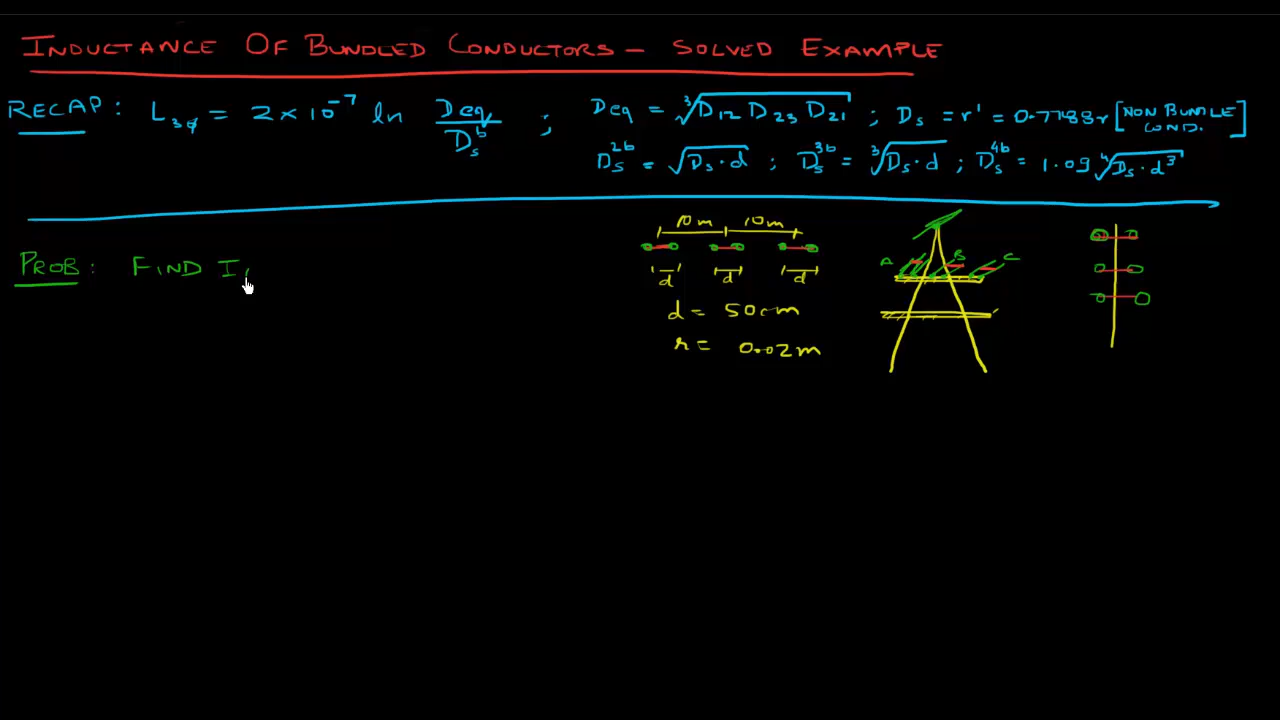 INDUCTANCE OF BUNDLED CONDUCTORS – SOLVED EXAMPLE
RECAP: L₃φ = 2 × 10⁻⁷ ln Deq/Dₛᵇ ; Deq = ∛D₁₂ D₂₃ D₂₁ ; Dₛ = r' = 0.7788r [NON BUNDLE COND.]
Dₛ²ᵇ = √Dₛ·d ; Dₛ³ᵇ = ∛Dₛ·d ; Dₛ⁴ᵇ = 1.09 ∜Dₛ·d³
PROB: FIND I
10m 10m
d d d
d = 50cm
r = 0.02m
A B C